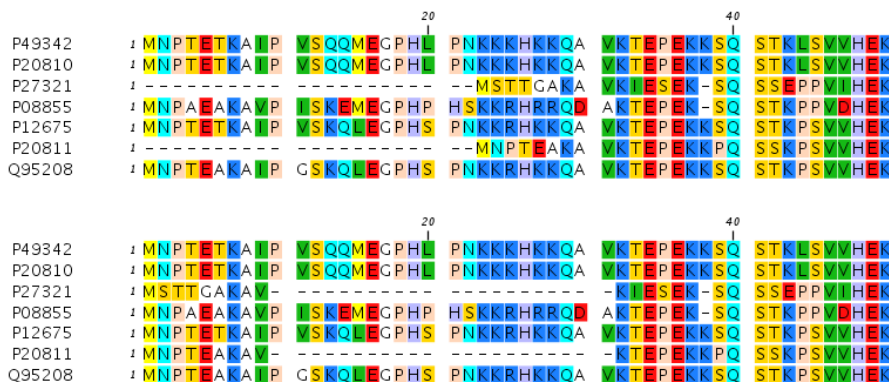 20 40
P49342 1 MNPTETKAIP VSQQMEGPHL PNKKKHKKQA VKTEPEKKSQ STKLSVVHEK
P20810 1 MNPTETKAIP VSQQMEGPHL PNKKKHKKQA VKTEPEKKSQ STKLSVVHEK
P27321 1 ---------- ---------- --MSTTGAKA VKIESEK-SQ SSEPPVIHEK
P08855 1 MNPAEAKAVP ISKEMEGPHP HSKKRHRRQD AKTEPEK-SQ STKPPVDHEK
P12675 1 MNPTETKAIP VSKQLEGPHS PNKKRHKKQA VKTEPEKKSQ STKPSVVHEK
P20811 1 ---------- ---------- --MNPTEAKA VKTEPEKKPQ SSKPSVVHEK
Q95208 1 MNPTEAKAIP GSKQLEGPHS PNKKRHKKQA VKTEPEKKSQ STKPSVVHEK
20 40
P49342 1 MNPTETKAIP VSQQMEGPHL PNKKKHKKQA VKTEPEKKSQ STKLSVVHEK
P20810 1 MNPTETKAIP VSQQMEGPHL PNKKKHKKQA VKTEPEKKSQ STKLSVVHEK
P27321 1 MSTTGAKAV- ---------- ---------- -KIESEK-SQ SSEPPVIHEK
P08855 1 MNPAEAKAVP ISKEMEGPHP HSKKRHRRQD AKTEPEK-SQ STKPPVDHEK
P12675 1 MNPTETKAIP VSKQLEGPHS PNKKRHKKQA VKTEPEKKSQ STKPSVVHEK
P20811 1 MNPTEAKAV- ---------- ---------- -KTEPEKKPQ SSKPSVVHEK
Q95208 1 MNPTEAKAIP GSKQLEGPHS PNKKRHKKQA VKTEPEKKSQ STKPSVVHEK